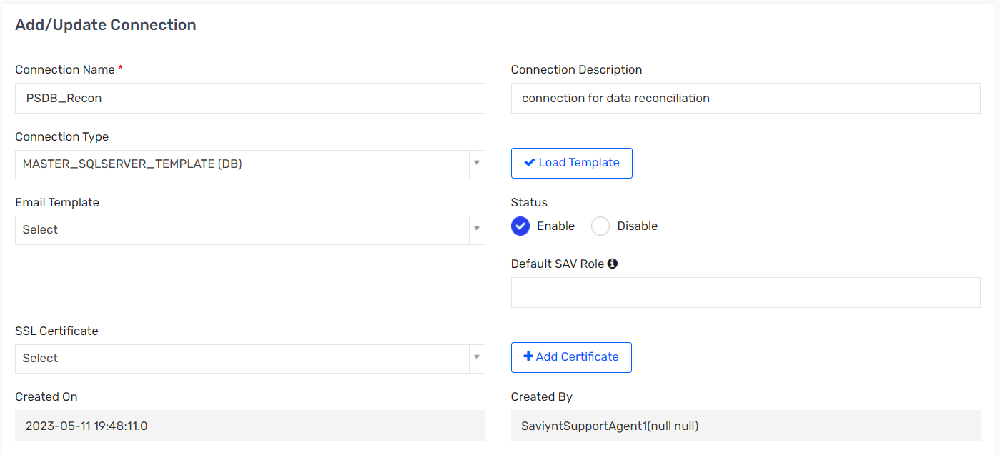 Add/Update Connection
Connection Name *
Connection Description
PSDB_Recon
connection for data reconciliation
Connection Type
MASTER_SQLSERVER_TEMPLATE (DB)
Load Template
Email Template
Status
Select
Enable
Disable
Default SAV Role
SSL Certificate
Select
Add Certificate
Created On
Created By
2023-05-11 19:48:11.0
SaviyntSupportAgent1(null null)